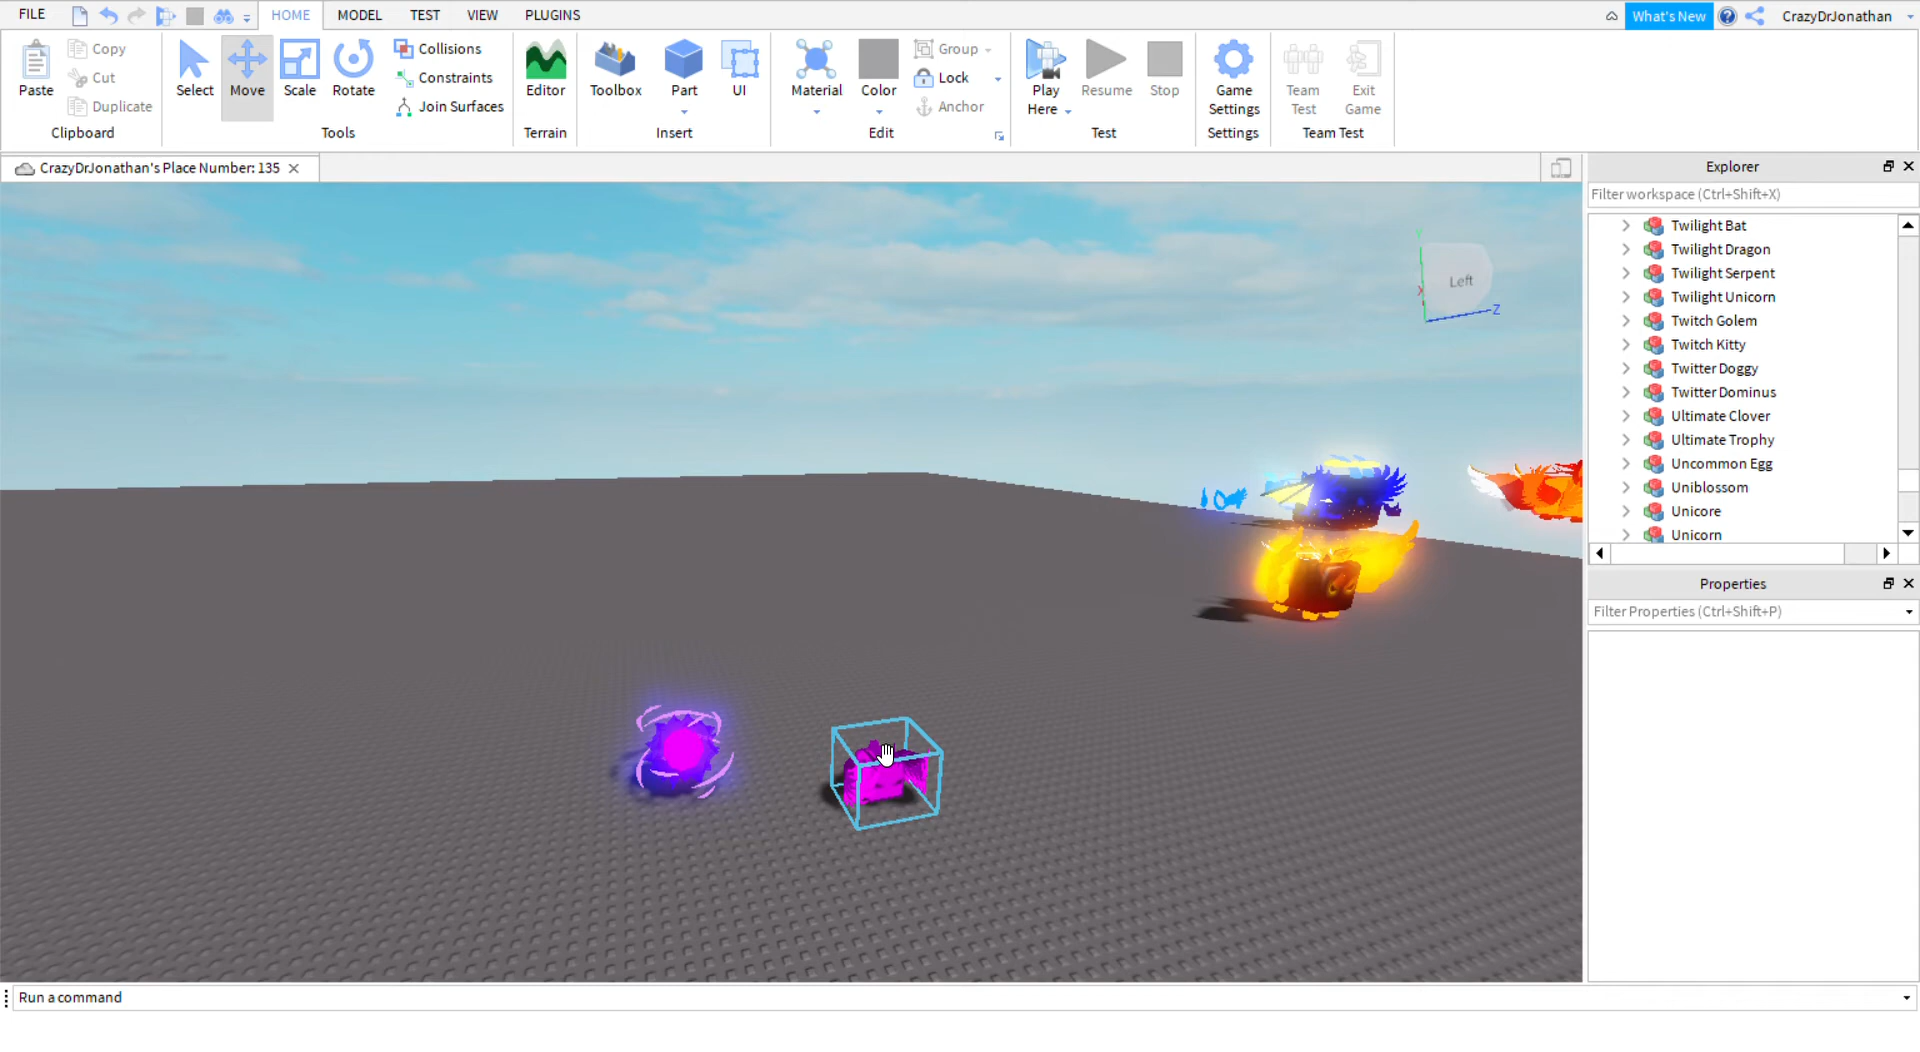 FILE HOME MODEL TEST VIEW PLUGINS What's New ? CrazyDrJonathan
Paste Copy Cut Duplicate
Clipboard
Select Move Scale Rotate Collisions Constraints Join Surfaces
Tools
Editor
Terrain
Toolbox Part UI
Insert
Material Color Group Lock Anchor
Edit
Play Here Resume Stop
Test
Game Settings
Settings
Team Test Exit Game
Team Test
CrazyDrJonathan's Place Number: 135
Explorer
Filter workspace (Ctrl+Shift+X)
Twilight Bat
Twilight Dragon
Twilight Serpent
Twilight Unicorn
Twitch Golem
Twitch Kitty
Twitter Doggy
Twitter Dominus
Ultimate Clover
Ultimate Trophy
Uncommon Egg
Uniblossom
Unicore
Unicorn
Y
Left
X
Z
Properties
Filter Properties (Ctrl+Shift+P)
Run a command